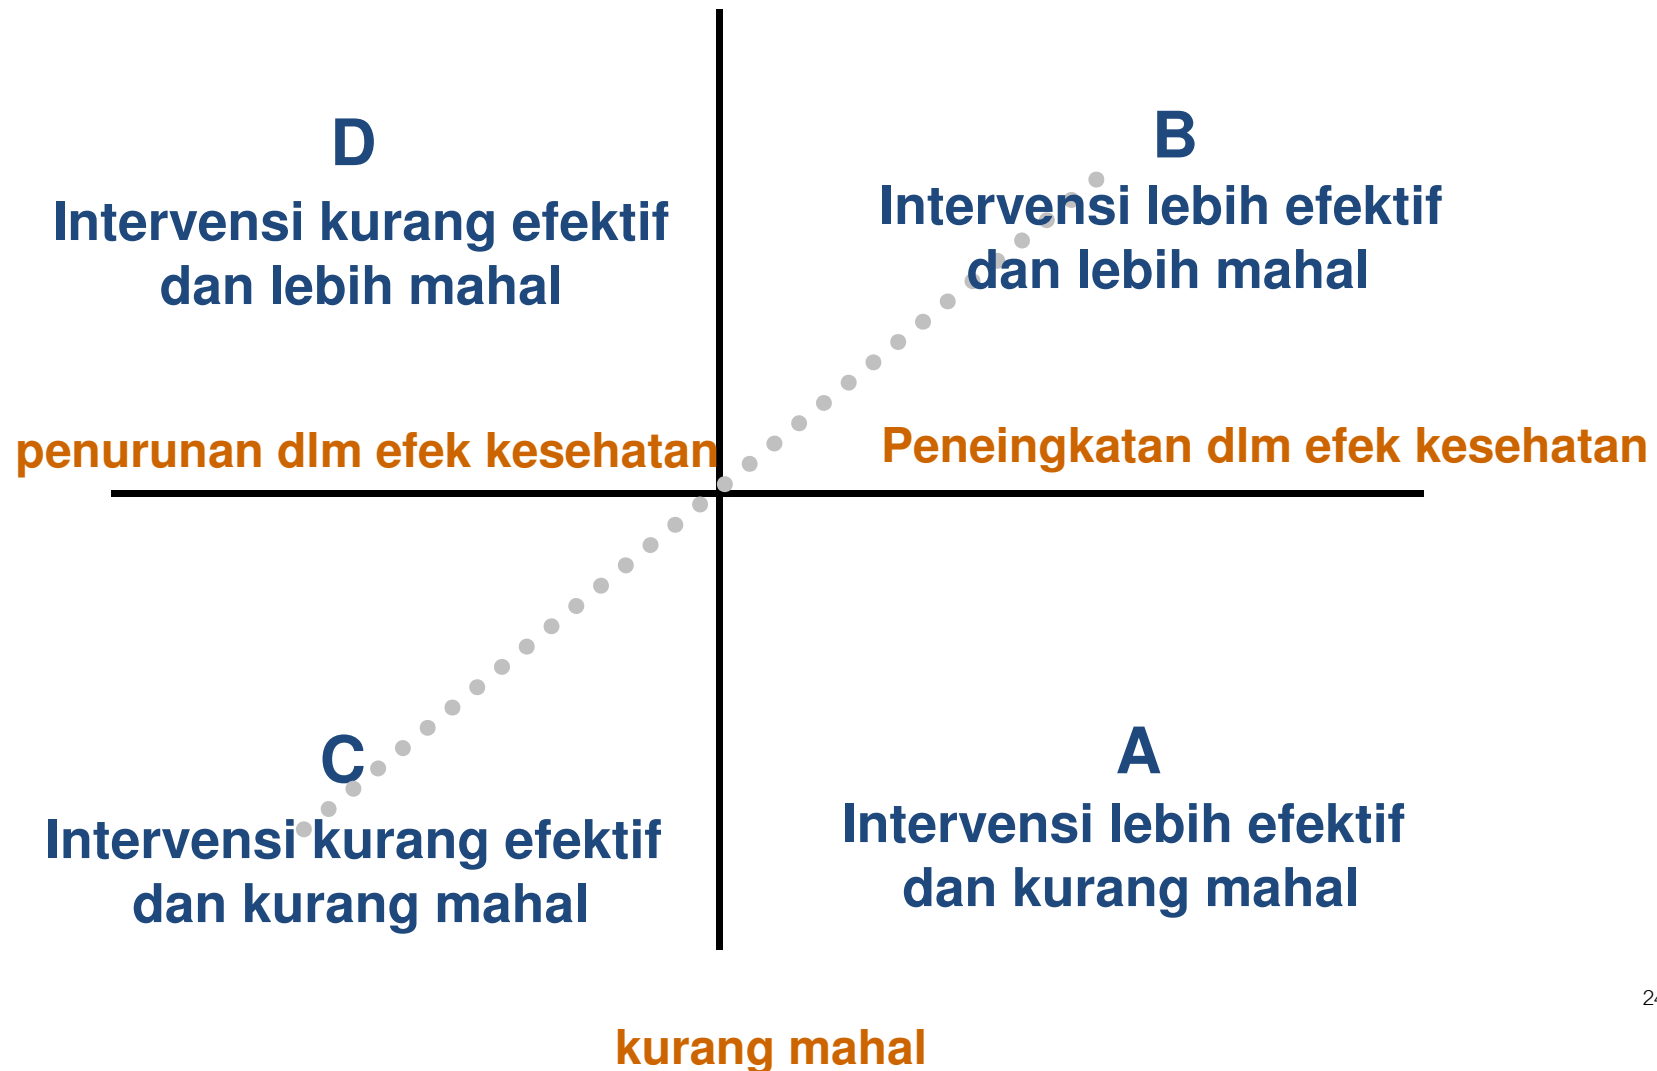 D
Intervensi kurang efektif
dan lebih mahal
B
Intervensi lebih efektif
dan lebih mahal
penurunan dlm efek kesehatan
Peneingkatan dlm efek kesehatan
C
Intervensi kurang efektif
dan kurang mahal
A
Intervensi lebih efektif
dan kurang mahal
24
kurang mahal